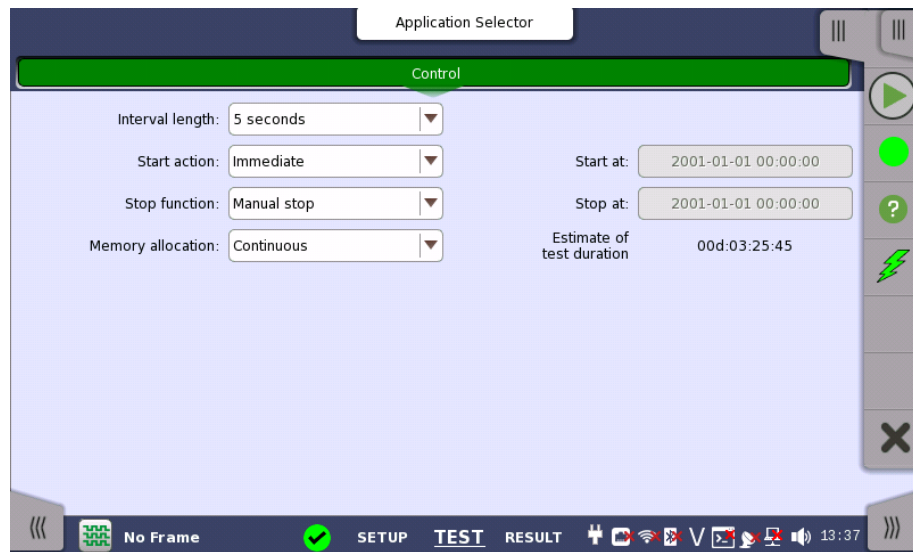 Application Selector
Control
Interval length: 5 seconds
Start action: Immediate
Start at: 2001-01-01 00:00:00
Stop function: Manual stop
Stop at: 2001-01-01 00:00:00
Memory allocation: Continuous
Estimate of
test duration
00d:03:25:45
?
No Frame
SETUP TEST RESULT
V
13:37